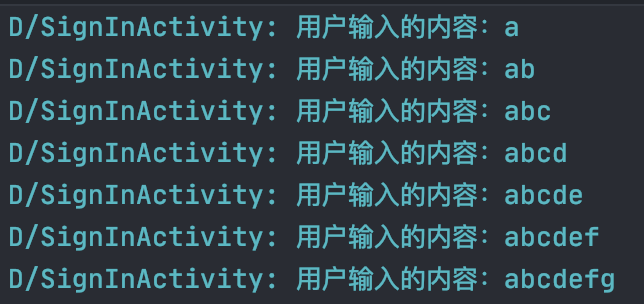 D/SignInActivity: 用户输入的内容：a
D/SignInActivity: 用户输入的内容：ab
D/SignInActivity: 用户输入的内容：abc
D/SignInActivity: 用户输入的内容：abcd
D/SignInActivity: 用户输入的内容：abcde
D/SignInActivity: 用户输入的内容：abcdef
D/SignInActivity: 用户输入的内容：abcdefg